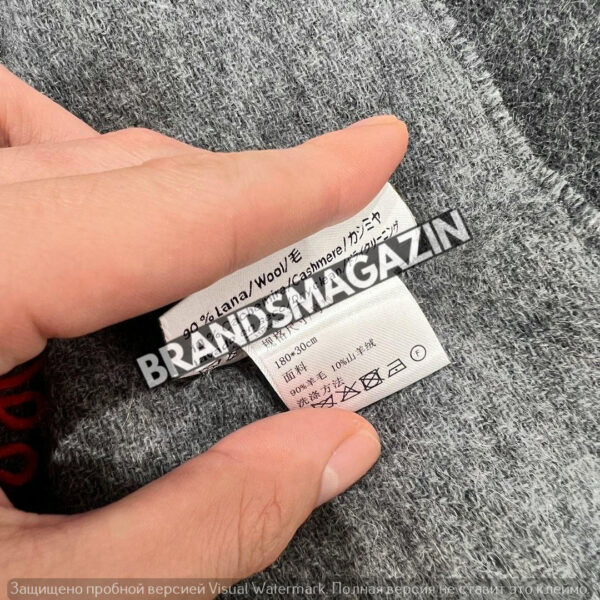 90%Lana/Wool/毛
/Cashmere/カシミヤ
BRANDSMAGAZIN
180*30cm
面料
90%羊毛 10%山羊绒
洗涤方法
F
Защищено пробной версией Visual Watermark. Полная версия не ставит это клеймо.